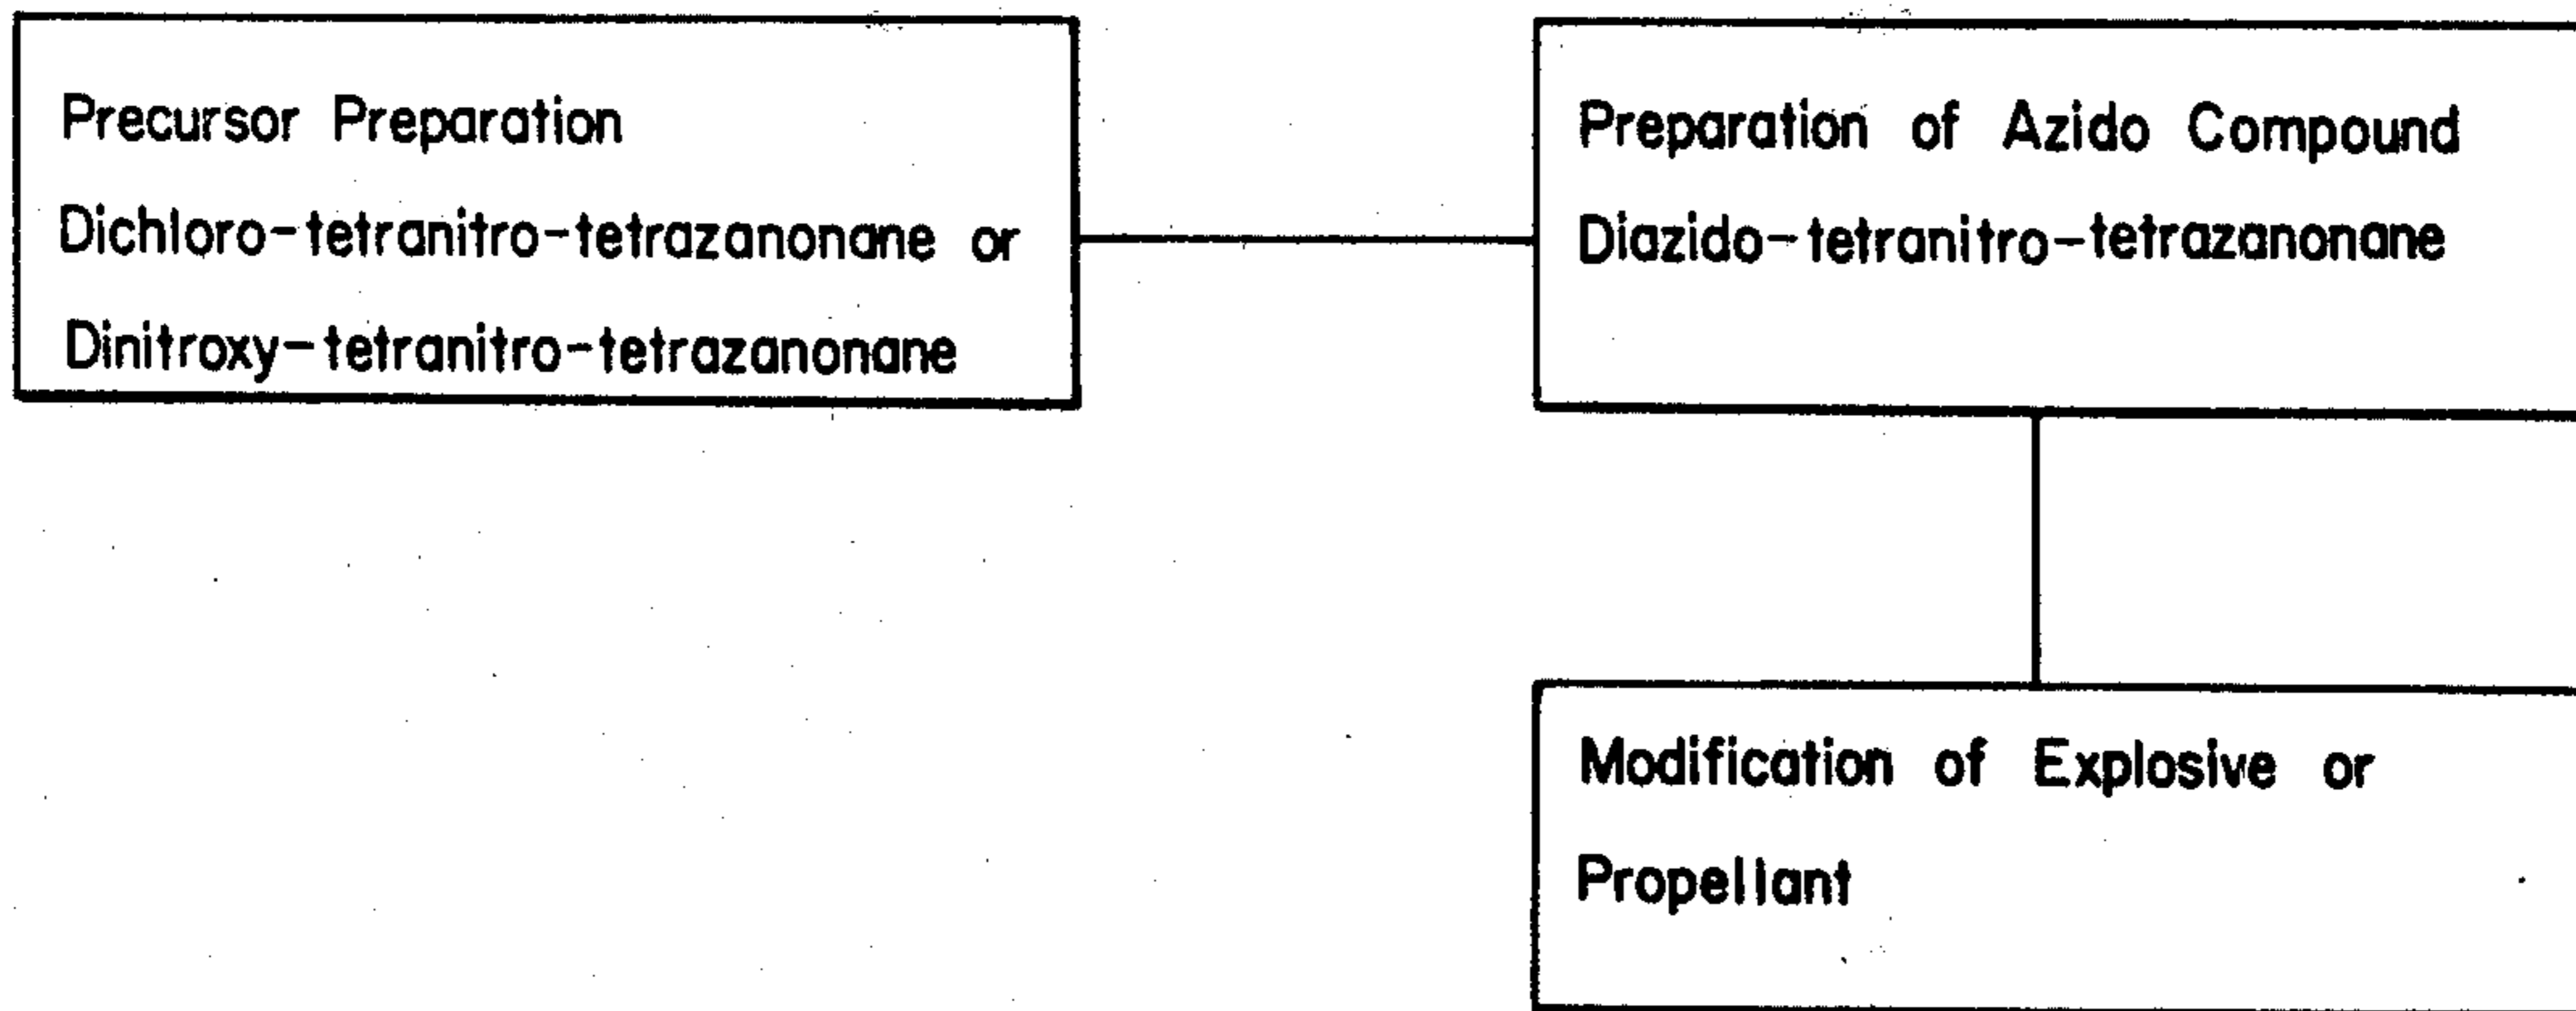 Precursor Preparation
Dichloro-tetranitro-tetrazanonane or
Dinitroxy-tetranitro-tetrazanonane
Preparation of Azido Compound
Diazido-tetranitro-tetrazanonane
Modification of Explosive or
Propellant